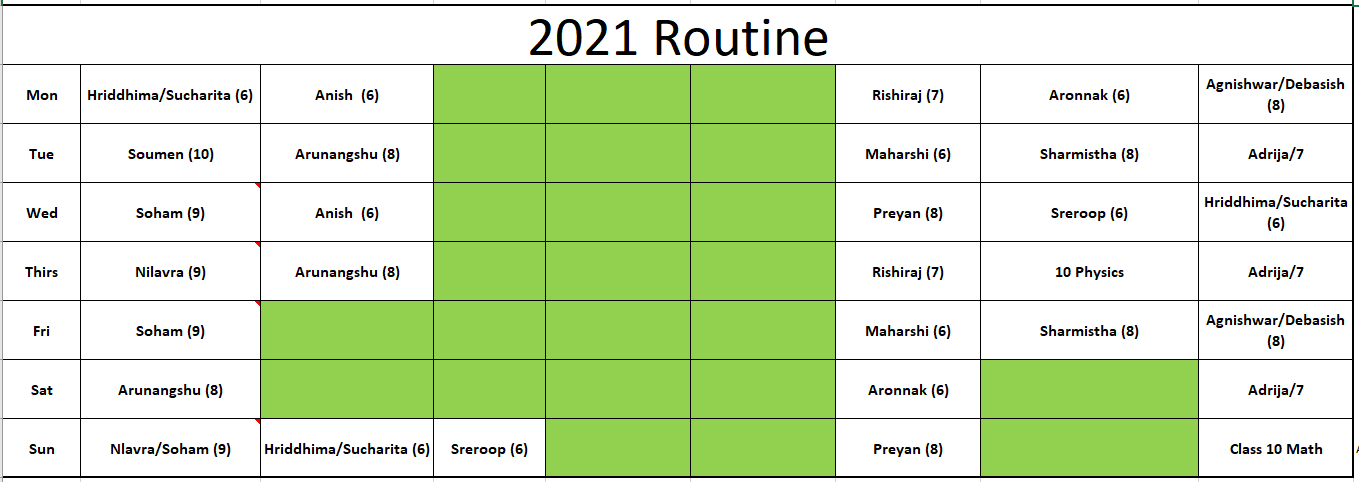 2021 Routine
Mon Hriddhima/Sucharita (6) Anish (6) Rishiraj (7) Aronnak (6) Agnishwar/Debasish (8)
Tue Soumen (10) Arunangshu (8) Maharshi (6) Sharmistha (8) Adrija/7
Wed Soham (9) Anish (6) Preyan (8) Sreroop (6) Hriddhima/Sucharita (6)
Thirs Nilavra (9) Arunangshu (8) Rishiraj (7) 10 Physics Adrija/7
Fri Soham (9) Maharshi (6) Sharmistha (8) Agnishwar/Debasish (8)
Sat Arunangshu (8) Aronnak (6) Adrija/7
Sun Nlavra/Soham (9) Hriddhima/Sucharita (6) Sreroop (6) Preyan (8) Class 10 Math